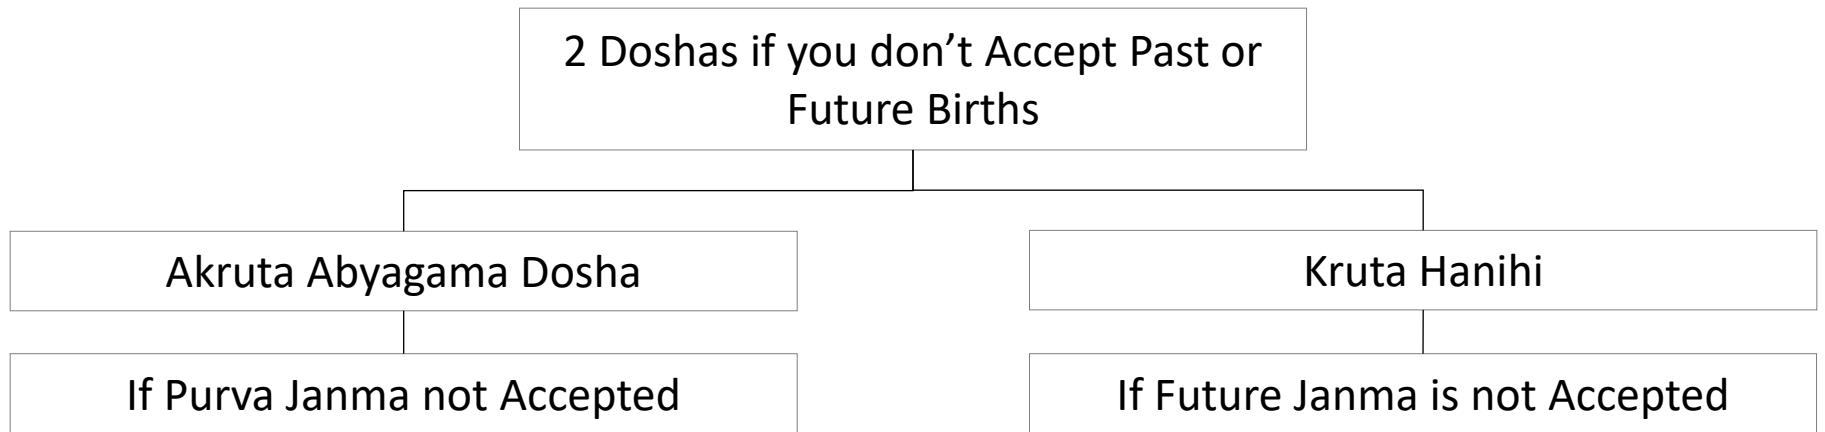 2 Doshas if you don’t Accept Past or
Future Births
Akruta Abyagama Dosha
Kruta Hanihi
If Purva Janma not Accepted
If Future Janma is not Accepted